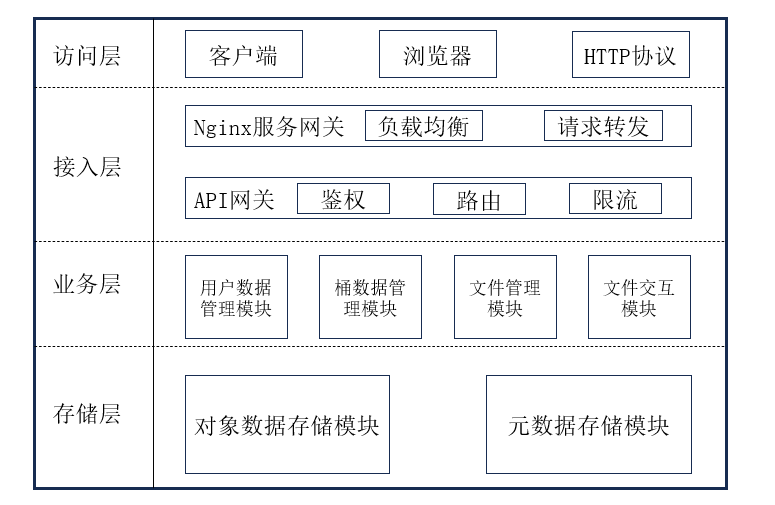 访问层
客户端
浏览器
HTTP协议
接入层
Nginx服务网关
负载均衡
请求转发
API网关
鉴权
路由
限流
业务层
用户数据
管理模块
桶数据管
理模块
文件管理
模块
文件交互
模块
存储层
对象数据存储模块
元数据存储模块